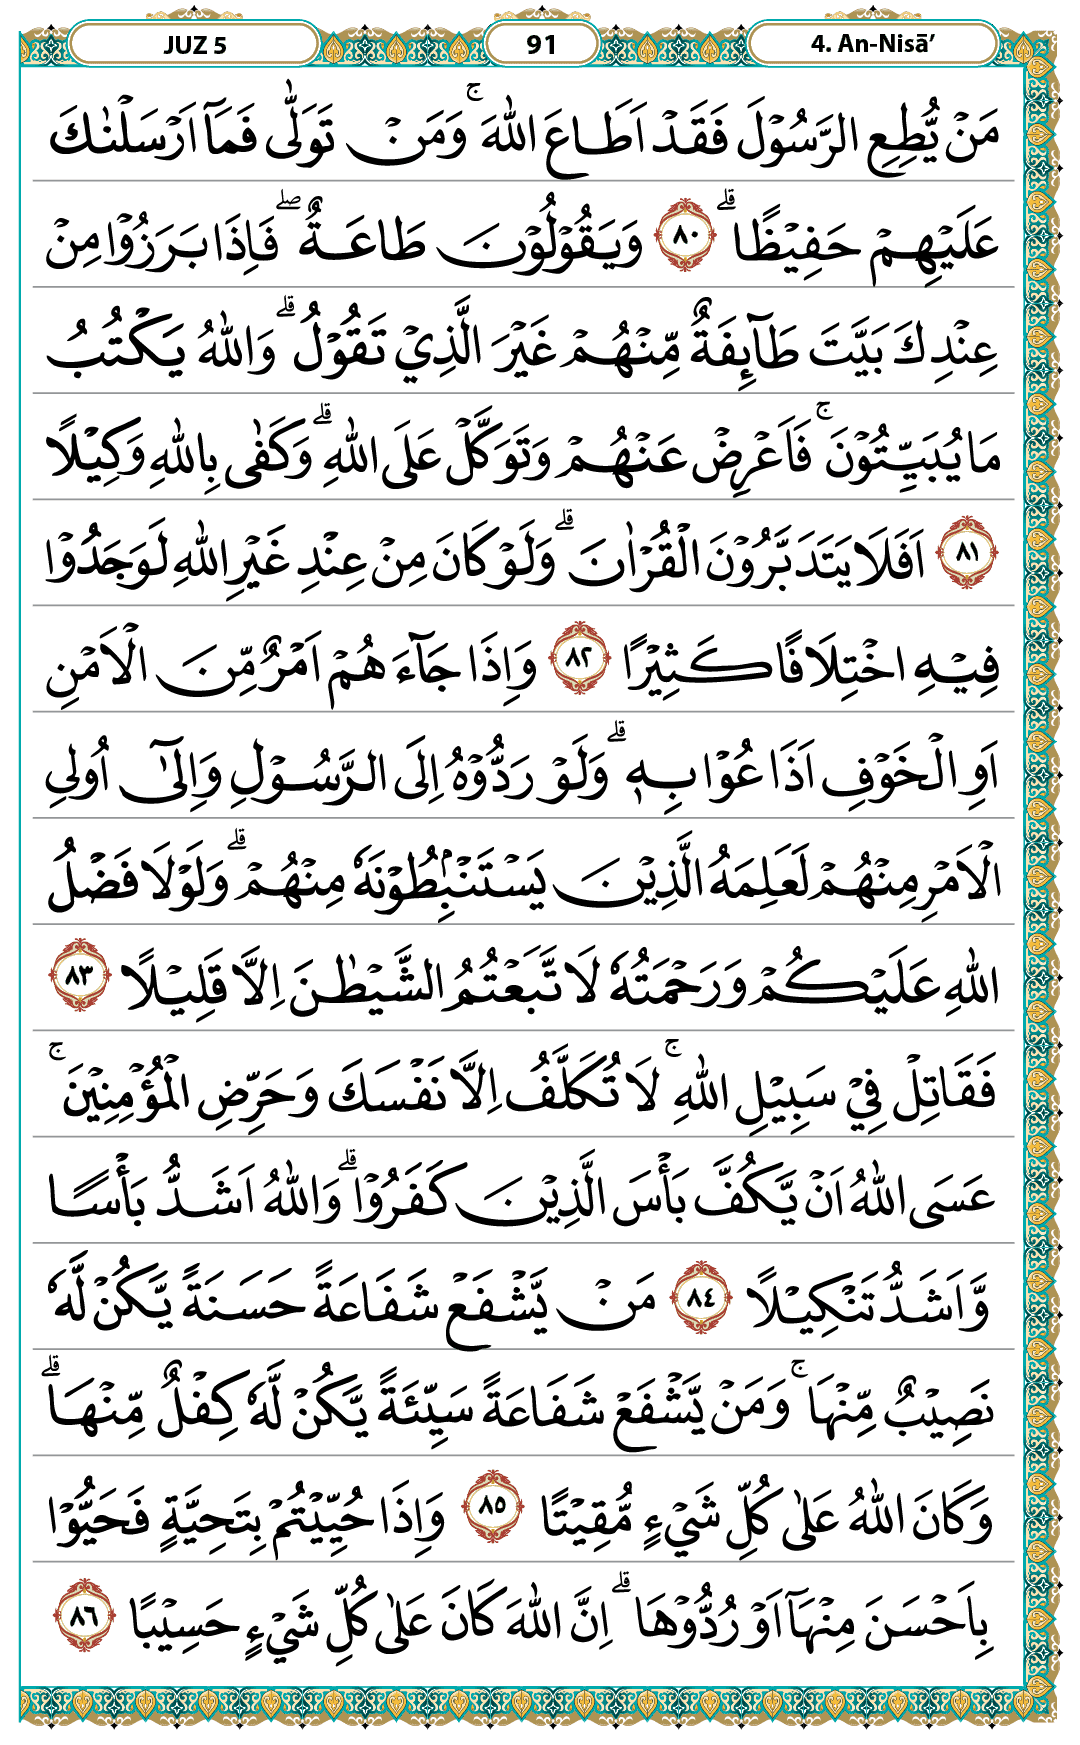 JUZ 5
91
4. An-Nisā’
مَنْ يُّطِعِ الرَّسُوْلَ فَقَدْ اَطَاعَ اللّٰهَ ۚ وَمَنْ تَوَلّٰى فَمَآ اَرْسَلْنٰكَ
عَلَيْهِمْ حَفِيْظًا ۗ ٨٠ وَيَقُوْلُوْنَ طَاعَةٌ ۖ فَاِذَا بَرَزُوْا مِنْ
عِنْدِكَ بَيَّتَ طَآىِٕفَةٌ مِّنْهُمْ غَيْرَ الَّذِيْ تَقُوْلُ ۗ وَاللّٰهُ يَكْتُبُ
مَا يُبَيِّتُوْنَ ۚ فَاَعْرِضْ عَنْهُمْ وَتَوَكَّلْ عَلَى اللّٰهِ ۗ وَكَفٰى بِاللّٰهِ وَكِيْلًا
٨١ اَفَلَا يَتَدَبَّرُوْنَ الْقُرْاٰنَ ۗ وَلَوْ كَانَ مِنْ عِنْدِ غَيْرِ اللّٰهِ لَوَجَدُوْا
فِيْهِ اخْتِلَافًا كَثِيْرًا ٨٢ وَاِذَا جَآءَهُمْ اَمْرٌ مِّنَ الْاَمْنِ
اَوِ الْخَوْفِ اَذَاعُوْا بِهٖ ۗ وَلَوْ رَدُّوْهُ اِلَى الرَّسُوْلِ وَاِلٰٓى اُولِى
الْاَمْرِ مِنْهُمْ لَعَلِمَهُ الَّذِيْنَ يَسْتَنْۢبِطُوْنَهٗ مِنْهُمْ ۗ وَلَوْلَا فَضْلُ
اللّٰهِ عَلَيْكُمْ وَرَحْمَتُهٗ لَاتَّبَعْتُمُ الشَّيْطٰنَ اِلَّا قَلِيْلًا ٨٣
فَقَاتِلْ فِيْ سَبِيْلِ اللّٰهِ ۚ لَا تُكَلَّفُ اِلَّا نَفْسَكَ وَحَرِّضِ الْمُؤْمِنِيْنَ ۚ
عَسَى اللّٰهُ اَنْ يَّكُفَّ بَأْسَ الَّذِيْنَ كَفَرُوْا ۗ وَاللّٰهُ اَشَدُّ بَأْسًا
وَّاَشَدُّ تَنْكِيْلًا ٨٤ مَنْ يَّشْفَعْ شَفَاعَةً حَسَنَةً يَّكُنْ لَّهٗ
نَصِيْبٌ مِّنْهَا ۚ وَمَنْ يَّشْفَعْ شَفَاعَةً سَيِّئَةً يَّكُنْ لَّهٗ كِفْلٌ مِّنْهَا ۗ
وَكَانَ اللّٰهُ عَلٰى كُلِّ شَيْءٍ مُّقِيْتًا ٨٥ وَاِذَا حُيِّيْتُمْ بِتَحِيَّةٍ فَحَيُّوْا
بِاَحْسَنَ مِنْهَآ اَوْ رُدُّوْهَا ۗ اِنَّ اللّٰهَ كَانَ عَلٰى كُلِّ شَيْءٍ حَسِيْبًا ٨٦